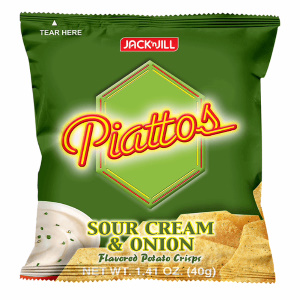 TEAR HERE
JACK 'n JILL
Piattos
SOUR CREAM
& ONION
Flavored Potato Crisps
NET WT. 1.41 OZ. (40g)